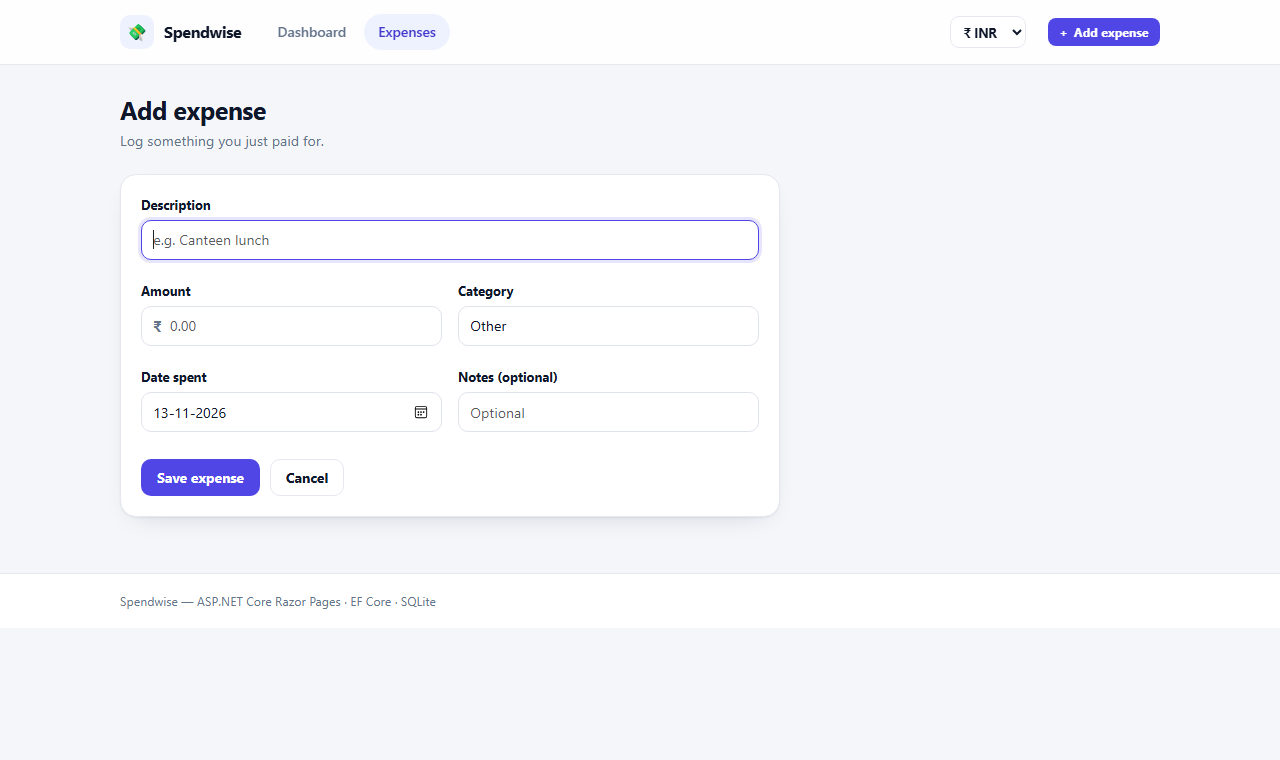 Spendwise Dashboard Expenses ₹ INR + Add expense
Add expense
Log something you just paid for.
Description
e.g. Canteen lunch
Amount Category
₹ 0.00 Other
Date spent Notes (optional)
13-11-2026 Optional
Save expense Cancel
Spendwise — ASP.NET Core Razor Pages · EF Core · SQLite